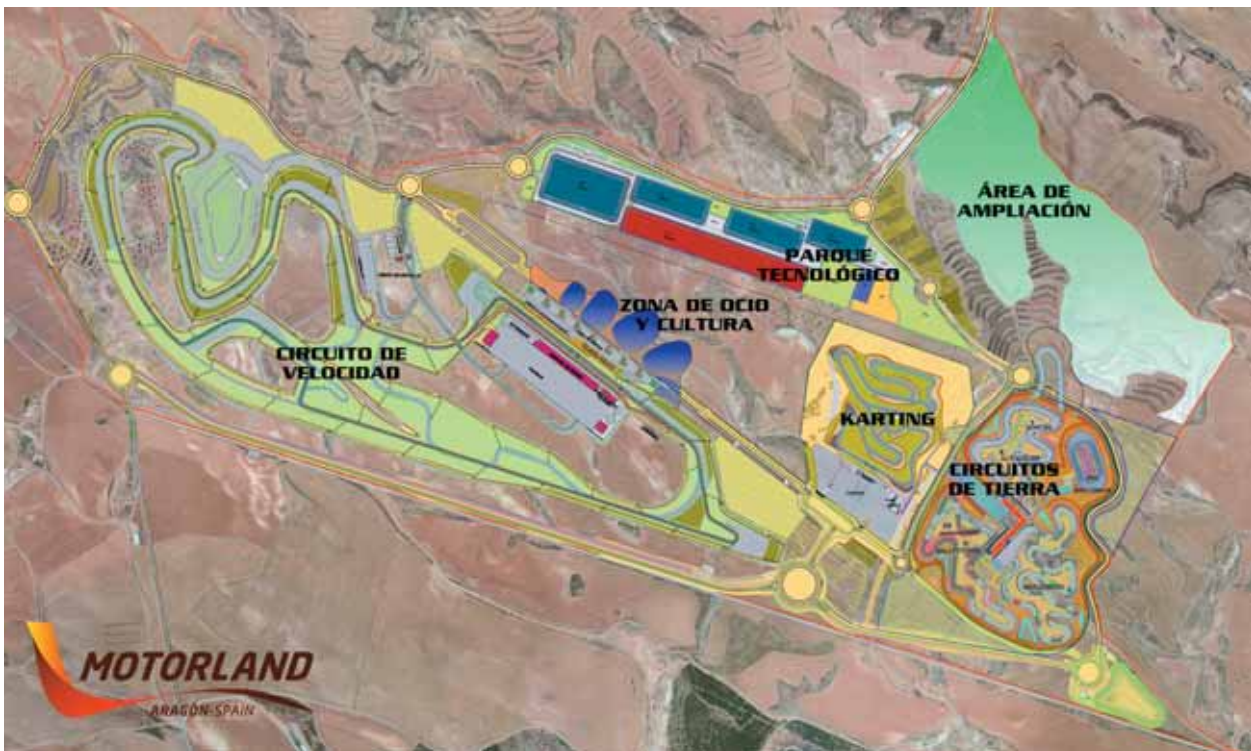 ÁREA DE
AMPLIACIÓN
PARQUE
TECNOLÓGICO
ZONA DE OCIO
Y CULTURA
CIRCUITO DE
VELOCIDAD
KARTING
CIRCUITOS
DE TIERRA
MOTORLAND
ARAGÓN-SPAIN